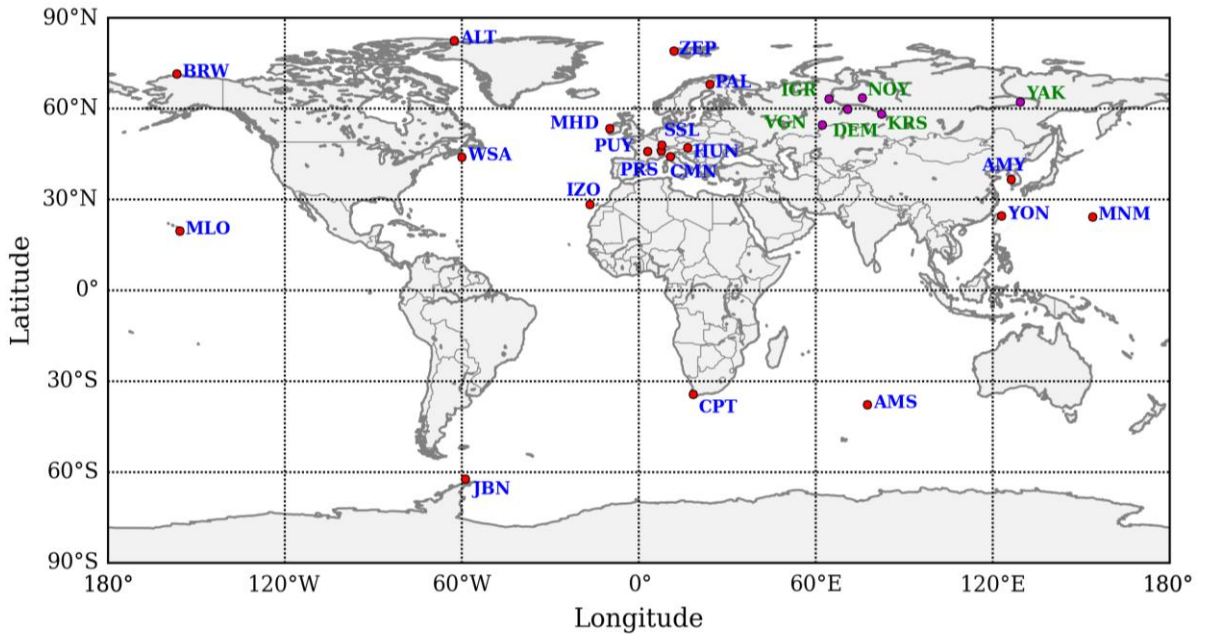 90°N
ALT
ZEP
BRW
PAL
IGR
NOY
YAK
60°N
MHD
SSL
VGN
DEM
KRS
PUY
HUN
WSA
PRS
CMN
AMY
IZO
30°N
YON
MNM
MLO
0°
Latitude
30°S
CPT
AMS
60°S
JBN
90°S
180°
120°W
60°W
0°
60°E
120°E
180°
Longitude